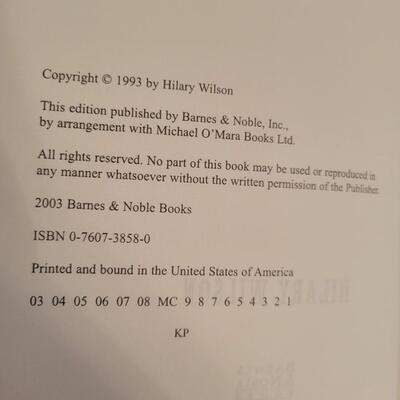 Copyright © 1993 by Hilary Wilson
This edition published by Barnes & Noble, Inc.,
by arrangement with Michael O'Mara Books Ltd.
All rights reserved. No part of this book may be used or reproduced in
any manner whatsoever without the written permission of the Publisher.
2003 Barnes & Noble Books
ISBN 0-7607-3858-0
Printed and bound in the United States of America
03 04 05 06 07 08 MC 9 8 7 6 5 4 3 2 1
KP
HILARY WILSON